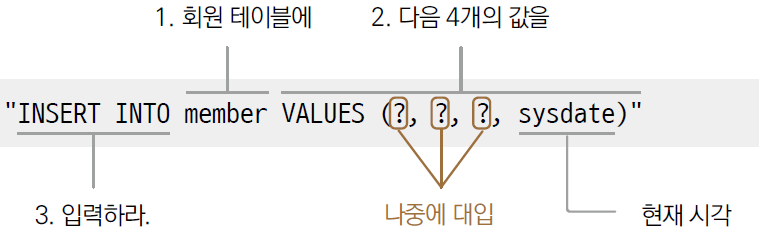 1. 회원 테이블에 2. 다음 4개의 값을
"INSERT INTO member VALUES (?, ?, ?, sysdate)"
3. 입력하라. 나중에 대입 현재 시각